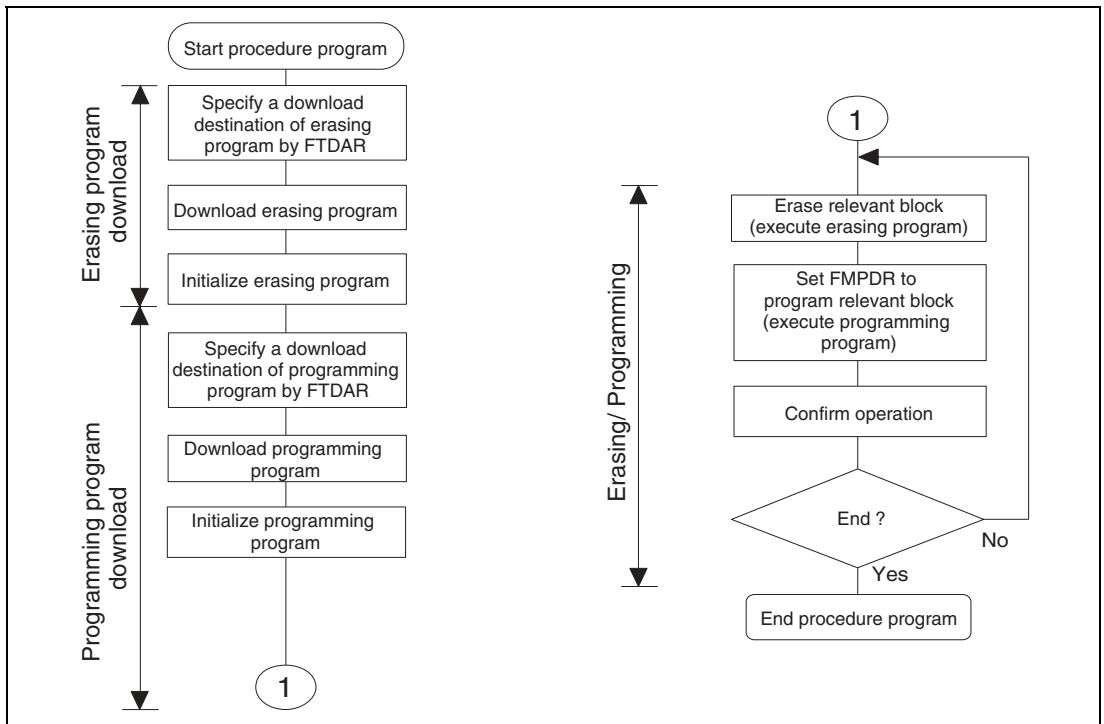 Start procedure program
Erasing program
download
Specify a download
destination of erasing
program by FTDAR
Download erasing program
Initialize erasing program
Programming program
download
Specify a download
destination of programming
program by FTDAR
Download programming
program
Initialize programming
program
1
1
Erasing/ Programming
Erase relevant block
(execute erasing program)
Set FMPDR to
program relevant block
(execute programming
program)
Confirm operation
End ?
No
Yes
End procedure program